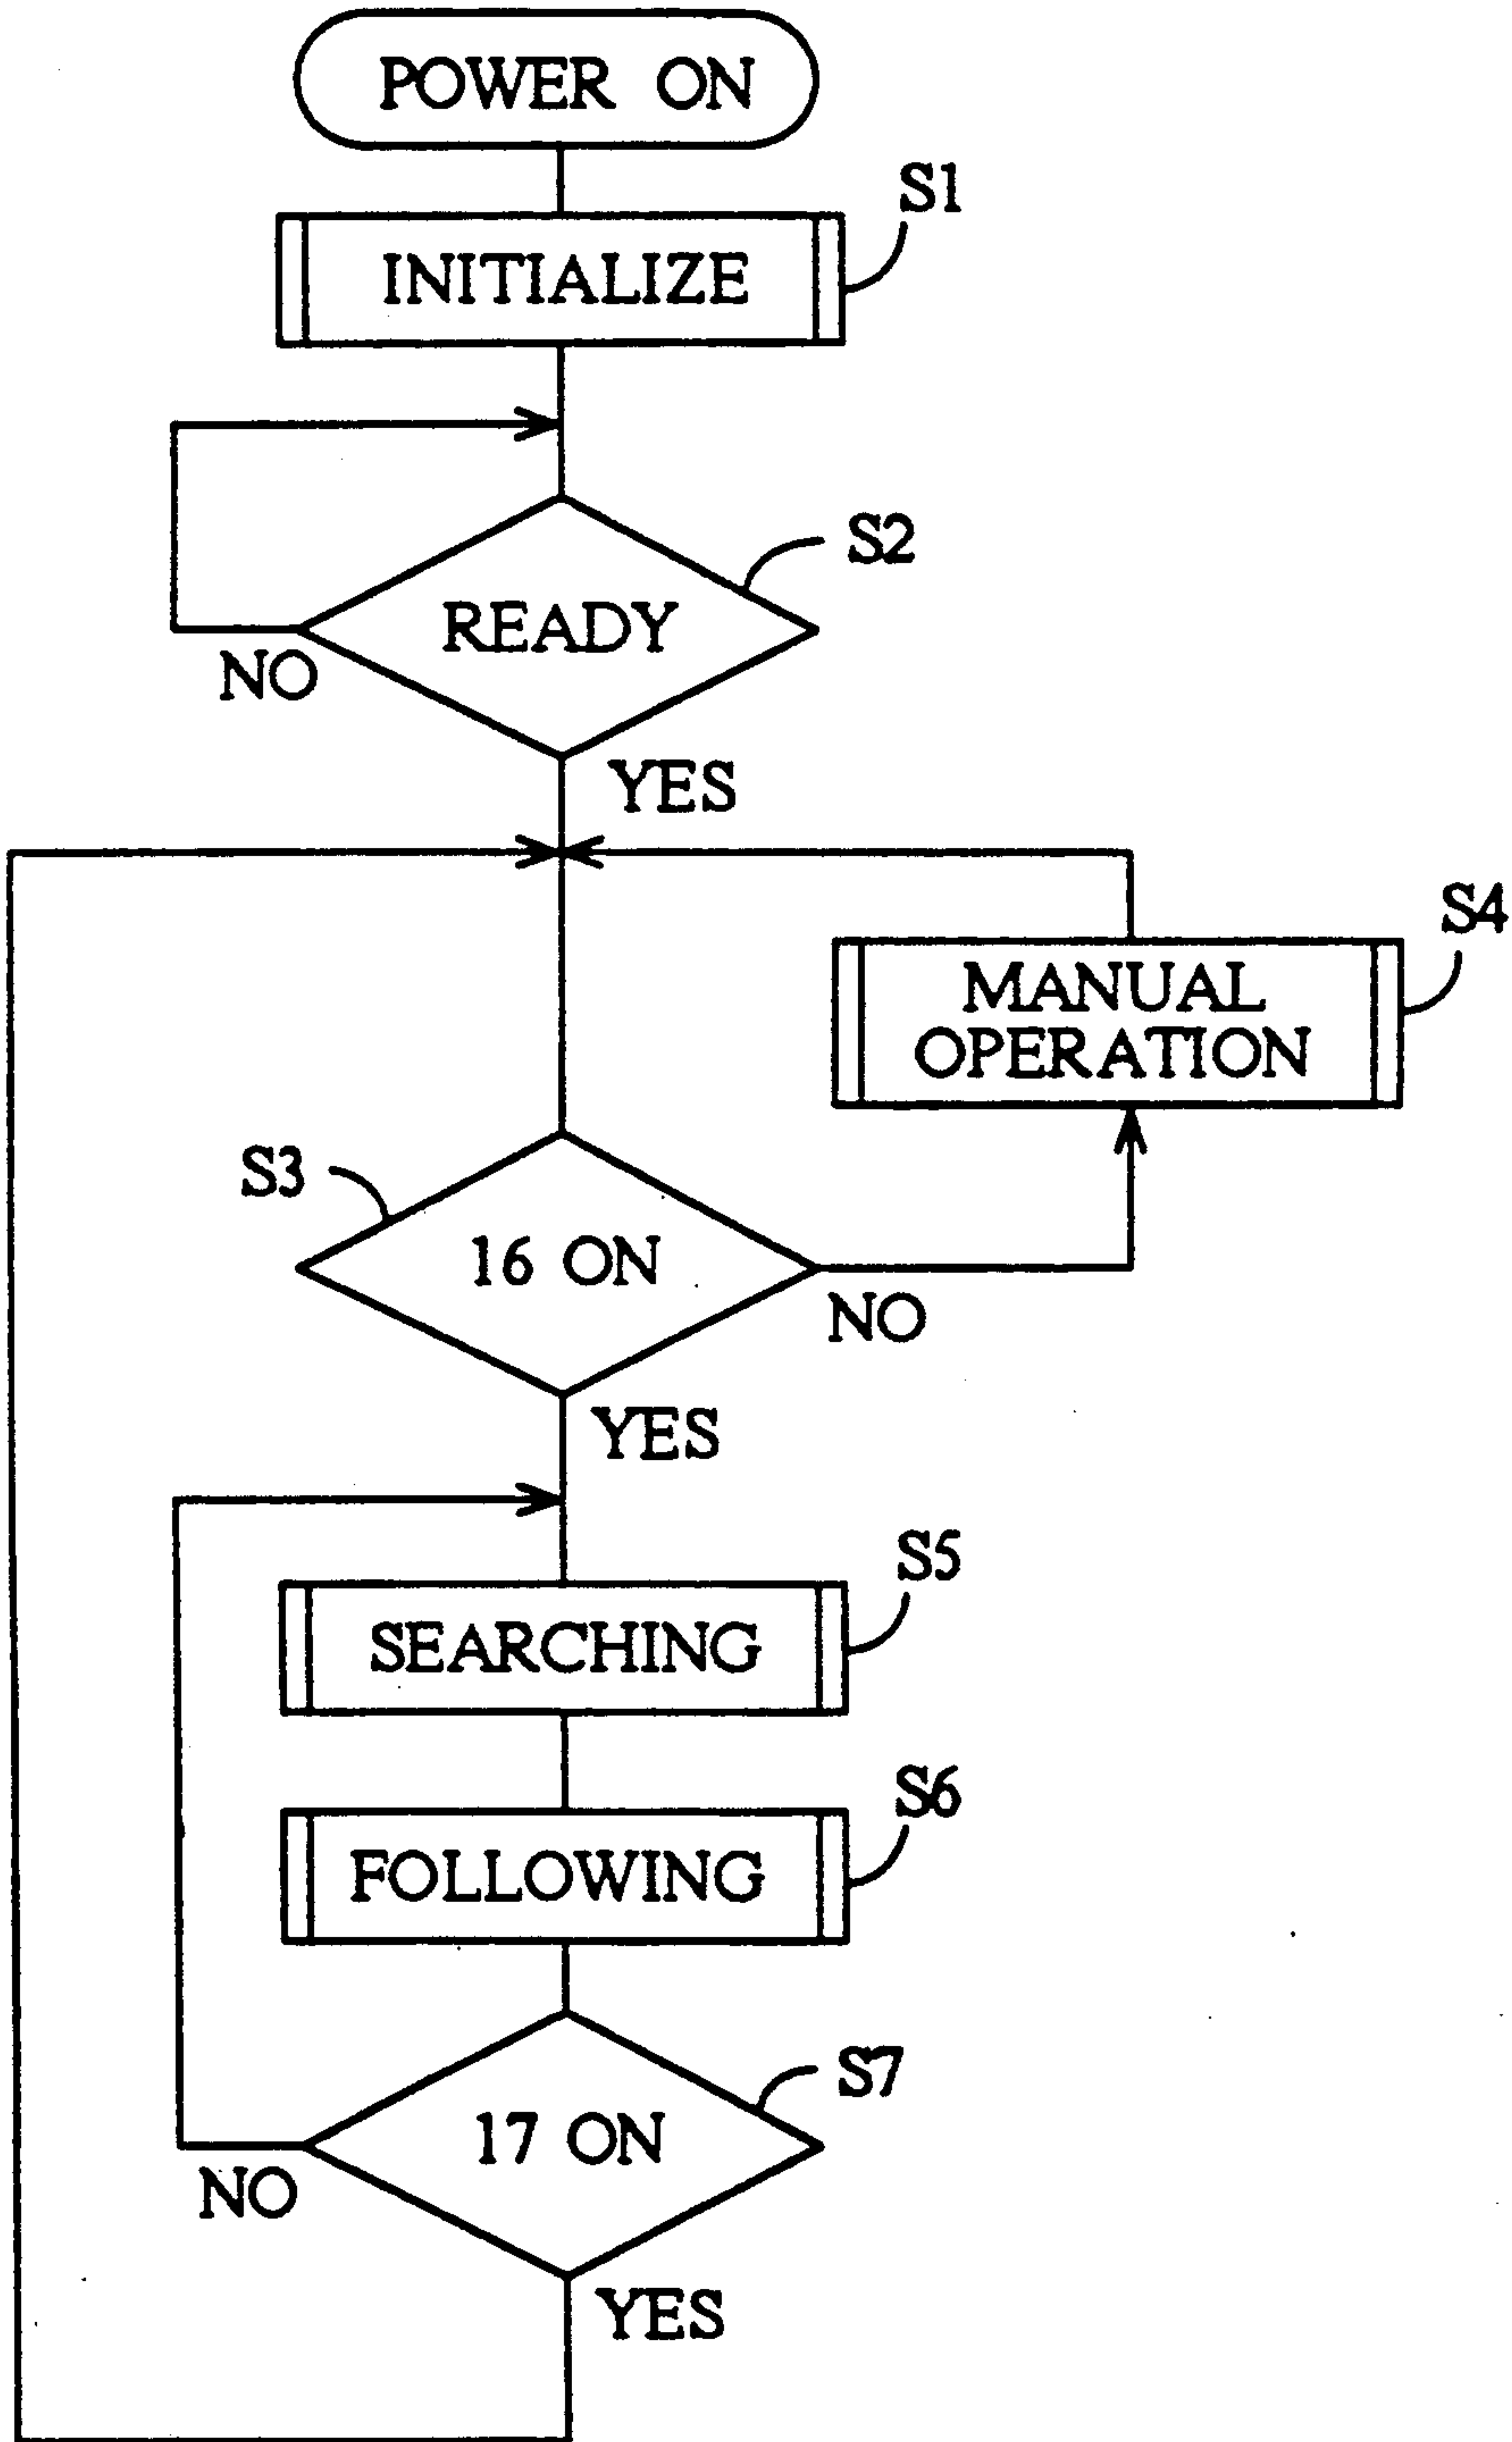 POWER ON
S1
INITIALIZE
S2
READY
NO
YES
S4
MANUAL
OPERATION
S3
16 ON
NO
YES
S5
SEARCHING
S6
FOLLOWING
S7
17 ON
NO
YES